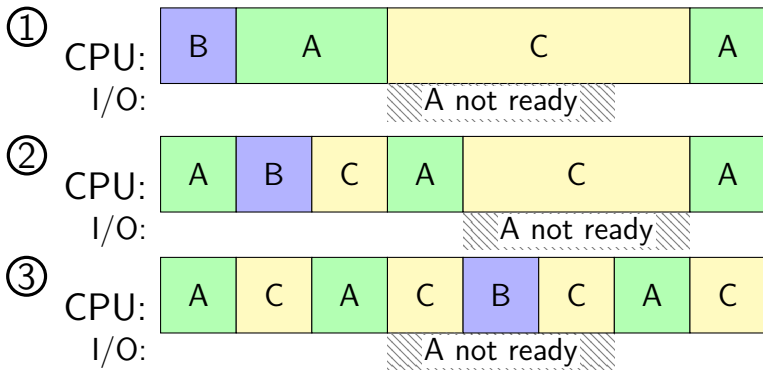 ①
CPU: B A C A
I/O: A not ready
②
CPU: A B C A C A
I/O: A not ready
③
CPU: A C A C B C A C
I/O: A not ready